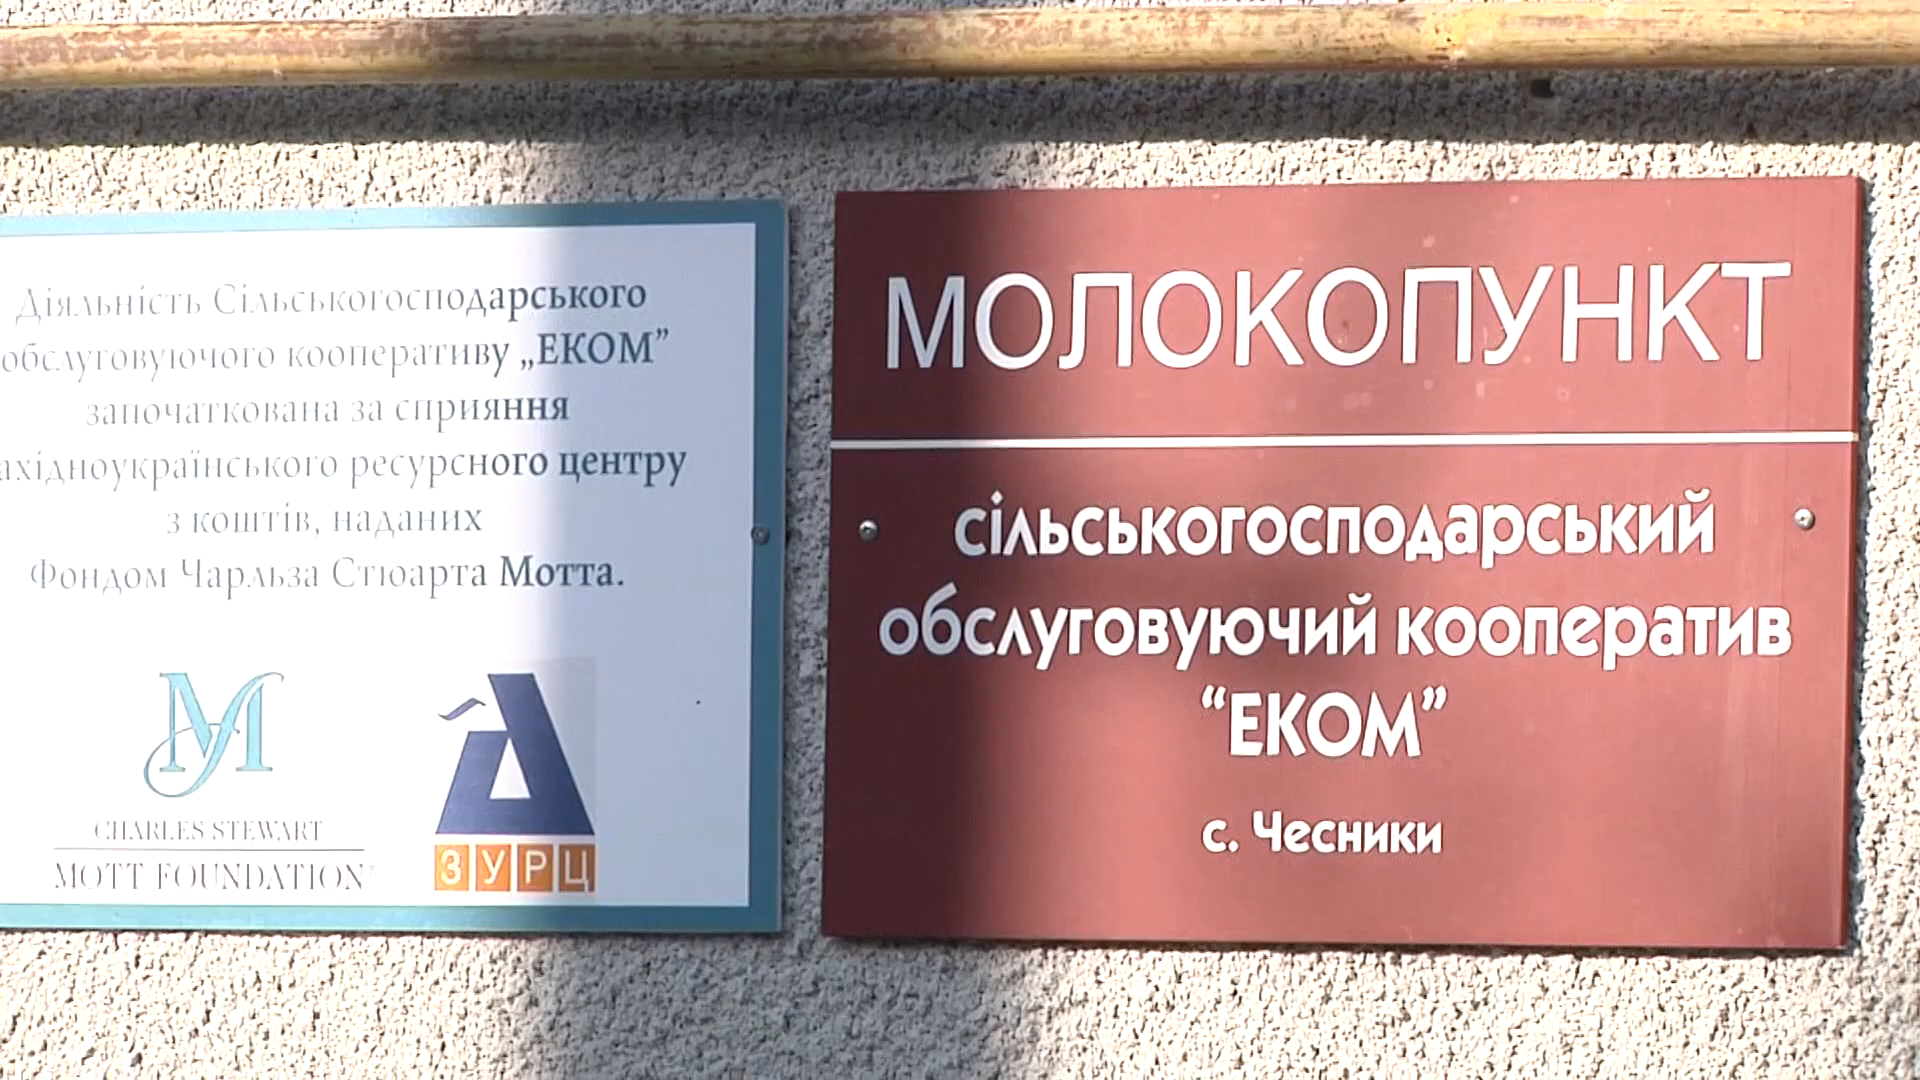 Діяльність Сільськогосподарського
обслуговуючого кооперативу „ЕКОМ”
започаткована за сприяння
ахідноукраїнського ресурсного центру
з коштів, наданих
Фондом Чарльза Стюарта Мотта.
CHARLES STEWART
MOTT FOUNDATION®
ЗУРЦ
МОЛОКОПУНКТ
сільськогосподарський
обслуговуючий кооператив
“ЕКОМ”
с. Чесники